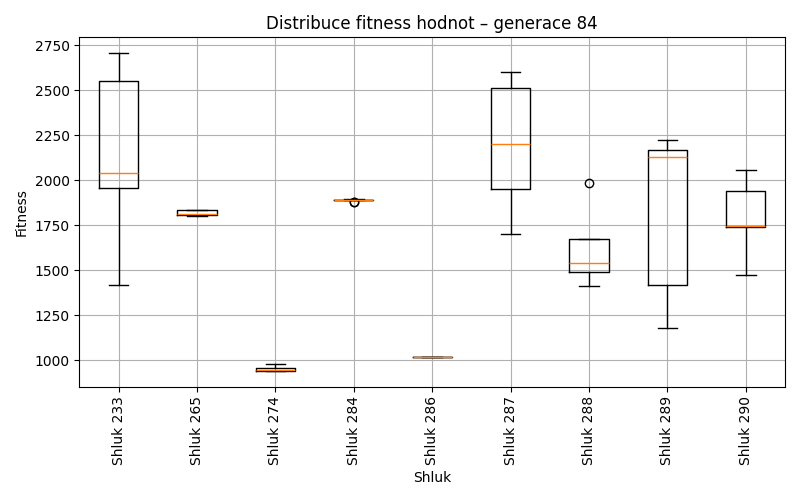 Distribuce fitness hodnot – generace 84
2750
2500
2250
2000
1750
1500
1250
1000
Fitness
Shluk 233
Shluk 265
Shluk 274
Shluk 284
Shluk 286
Shluk 287
Shluk 288
Shluk 289
Shluk 290
Shluk